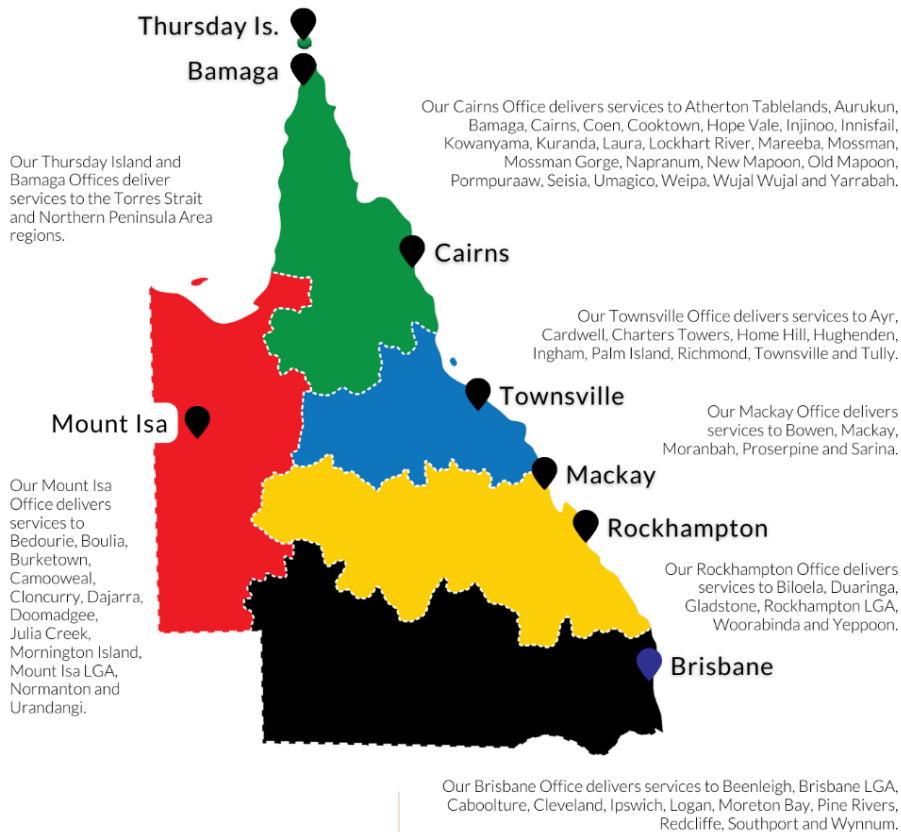 Thursday Is.
Bamaga
Our Cairns Office delivers services to Atherton Tablelands, Aurukun,
Bamaga, Cairns, Coen, Cooktown, Hope Vale, Injinoo, Innisfail,
Kowanyama, Kuranda, Laura, Lockhart River, Mareeba, Mossman,
Mossman Gorge, Napranum, New Mapoon, Old Mapoon,
Pormpuraaw, Seisia, Umagico, Weipa, Wujal Wujal and Yarrabah.
Our Thursday Island and
Bamaga Offices deliver
services to the Torres Strait
and Northern Peninsula Area
regions.
Cairns
Our Townsville Office delivers services to Ayr,
Cardwell, Charters Towers, Home Hill, Hughenden,
Ingham, Palm Island, Richmond, Townsville and Tully.
Townsville
Mount Isa
Our Mackay Office delivers
services to Bowen, Mackay,
Moranbah, Proserpine and Sarina.
Mackay
Our Mount Isa
Office delivers
services to
Bedourie, Boulia,
Burketown,
Camooweal,
Cloncurry, Dajarra,
Doomadgee,
Julia Creek,
Mornington Island,
Mount Isa LGA,
Normanton and
Urandangi.
Rockhampton
Our Rockhampton Office delivers
services to Biloela, Duaringa,
Gladstone, Rockhampton LGA,
Woorabinda and Yeppoon.
Brisbane
Our Brisbane Office delivers services to Beenleigh, Brisbane LGA,
Caboolture, Cleveland, Ipswich, Logan, Moreton Bay, Pine Rivers,
Redcliffe, Southport and Wynnum.